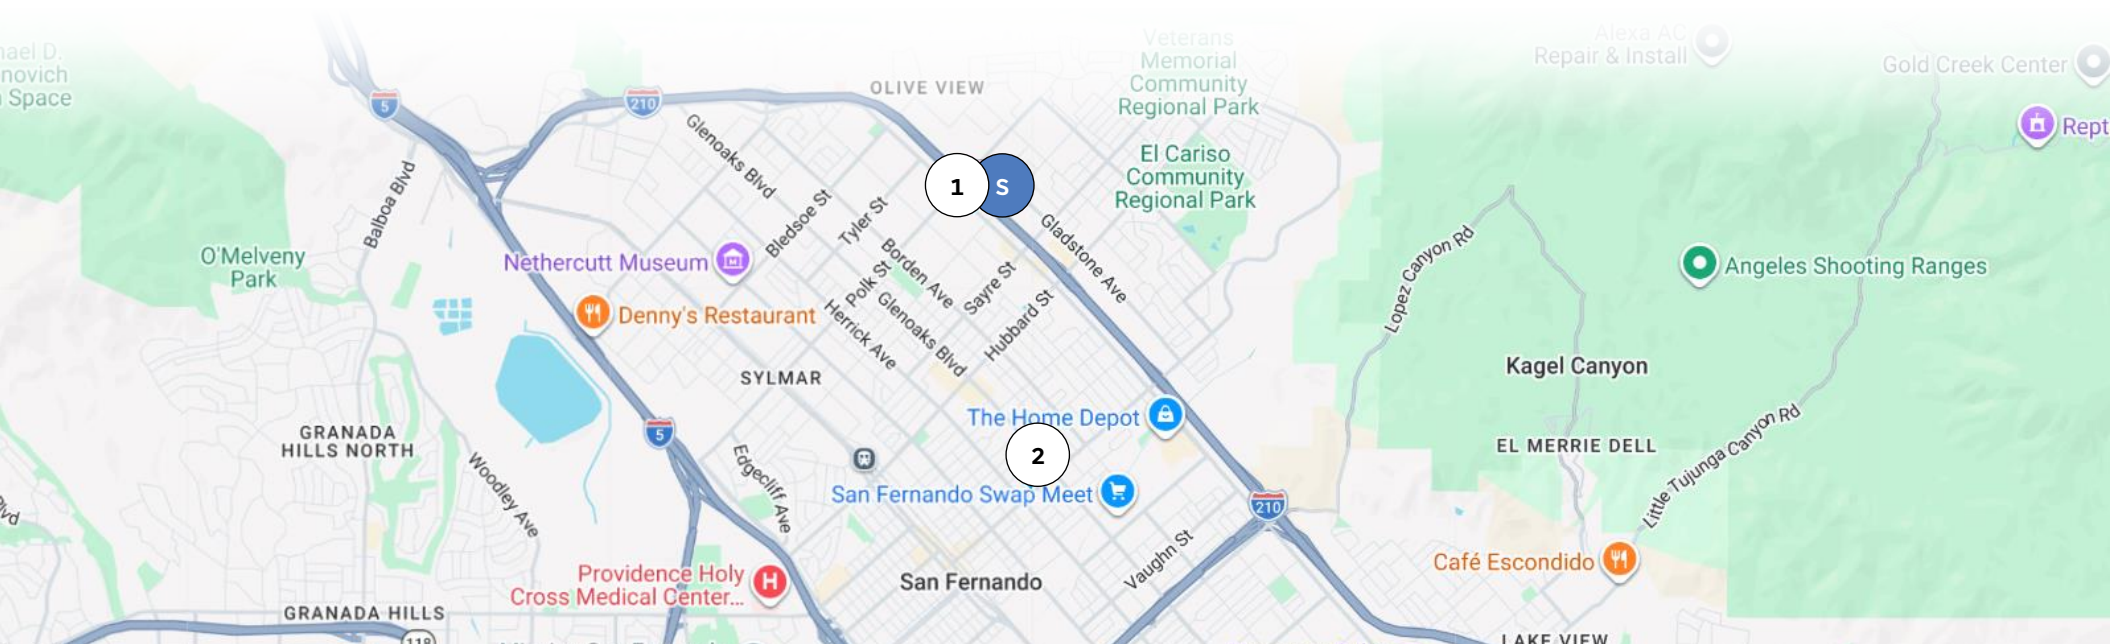 Veterans
Memorial
Community
Regional Park
Alexa AC
Repair & Install
Gold Creek Center
novich
Space
5
210
OLIVE VIEW
Glenoaks Blvd
Rept
El Cariso
Community
Regional Park
1
S
Balboa Blvd
Bledsoe St
Tyler St
Gladstone Ave
O'Melveny
Park
Nethercutt Museum
Borden Ave
Polk St
Sayre St
Lopez Canyon Rd
Angeles Shooting Ranges
Denny's Restaurant
Herrick Ave
Glenoaks Blvd
Hubbard St
SYLMAR
Kagel Canyon
The Home Depot
GRANADA
HILLS NORTH
5
2
EL MERRIE DELL
Little Tujunga Canyon Rd
Woodley Ave
Edgecliff Ave
San Fernando Swap Meet
210
Vaughn St
Café Escondido
Providence Holy
Cross Medical Center...
H
San Fernando
GRANADA HILLS
118
LAKE VIEW